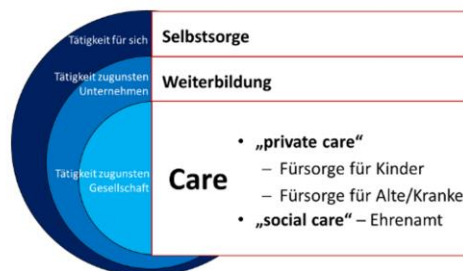 Tätigkeit für sich
Selbstsorge
Tätigkeit zugunsten
Unternehmen
Weiterbildung
Tätigkeit zugunsten
Gesellschaft
Care
• „private care“
– Fürsorge für Kinder
– Fürsorge für Alte/Kranke
• „social care“ – Ehrenamt